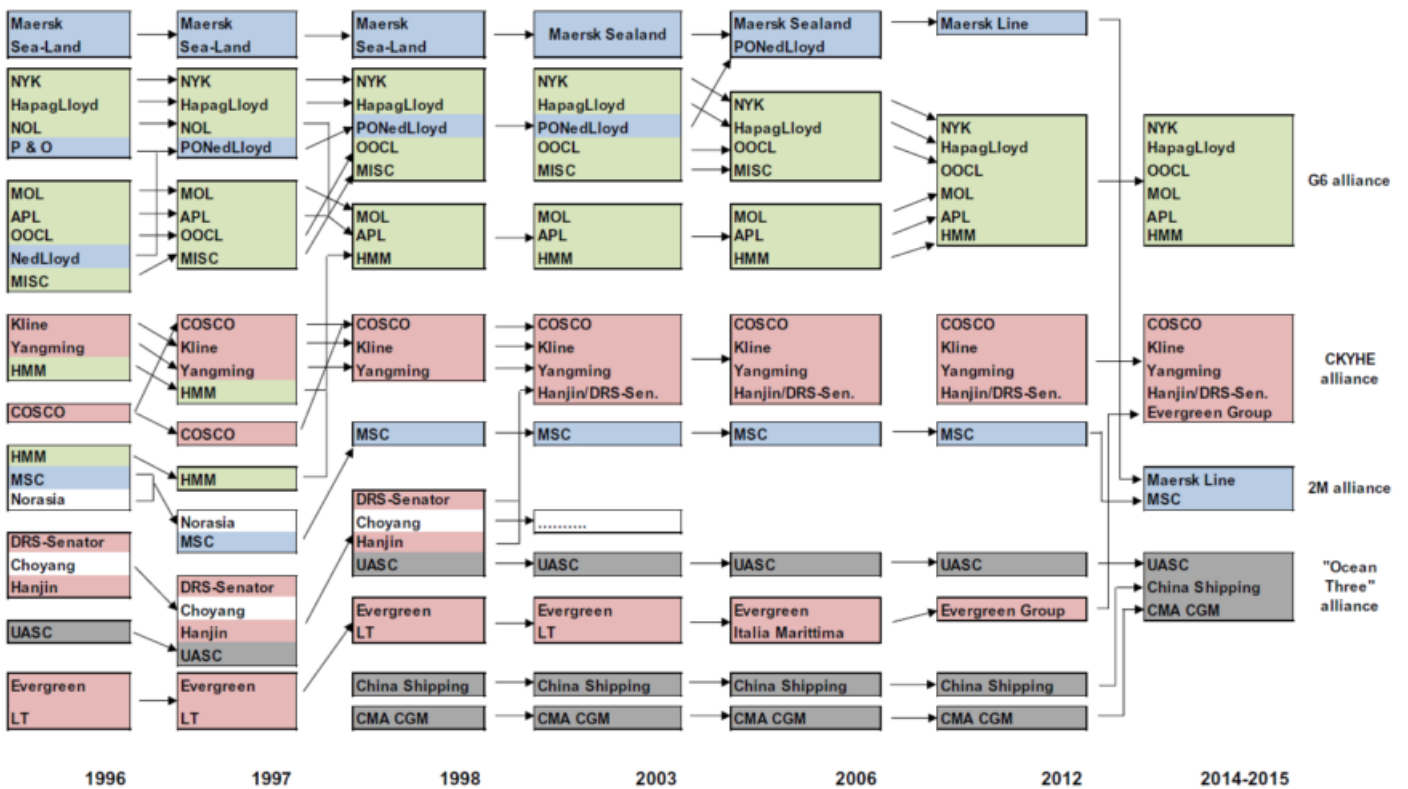 Maersk
Sea-Land
NYK
HapagLloyd
NOL
P & O
MOL
APL
OOCL
NedLloyd
MISC
Kline
Yangming
HMM
COSCO
HMM
MSC
Norasia
DRS-Senator
Choyang
Hanjin
UASC
Evergreen
LT
1996
Maersk
Sea-Land
NYK
HapagLloyd
NOL
PONedLloyd
MOL
APL
OOCL
MISC
COSCO
Kline
Yangming
HMM
COSCO
HMM
Norasia
MSC
DRS-Senator
Choyang
Hanjin
UASC
Evergreen
LT
1997
Maersk
Sea-Land
NYK
HapagLloyd
PONedLloyd
OOCL
MISC
MOL
APL
HMM
COSCO
Kline
Yangming
MSC
DRS-Senator
Choyang
Hanjin
UASC
Evergreen
LT
China Shipping
CMA CGM
1998
Maersk Sealand
NYK
HapagLloyd
PONedLloyd
OOCL
MISC
MOL
APL
HMM
COSCO
Kline
Yangming
Hanjin/DRS-Sen.
MSC
..........
UASC
Evergreen
LT
China Shipping
CMA CGM
2003
Maersk Sealand
PONedLloyd
NYK
HapagLloyd
OOCL
MISC
MOL
APL
HMM
COSCO
Kline
Yangming
Hanjin/DRS-Sen.
MSC
UASC
Evergreen
Italia Marittima
China Shipping
CMA CGM
2006
Maersk Line
NYK
HapagLloyd
OOCL
MOL
APL
HMM
COSCO
Kline
Yangming
Hanjin/DRS-Sen.
MSC
UASC
Evergreen Group
China Shipping
CMA CGM
2012
NYK
HapagLloyd
OOCL
MOL
APL
HMM
COSCO
Kline
Yangming
Hanjin/DRS-Sen.
Evergreen Group
Maersk Line
MSC
UASC
China Shipping
CMA CGM
2014-2015
G6 alliance
CKYHE
alliance
2M alliance
"Ocean
Three"
alliance